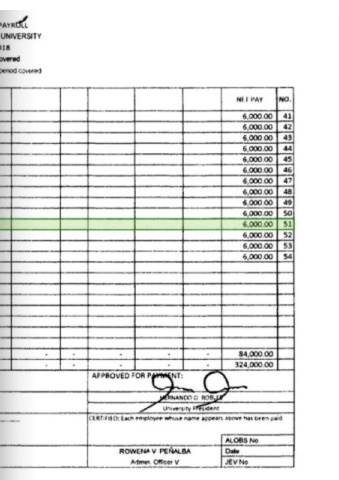 PAYROLL
UNIVERSITY
018
overed
period covered
NET PAY NO.
6,000.00 41
6,000.00 42
6,000.00 43
6,000.00 44
6,000.00 45
6,000.00 46
6,000.00 47
6,000.00 48
6,000.00 49
6,000.00 50
6,000.00 51
6,000.00 52
6,000.00 53
6,000.00 54
- - - - - 84,000.00
- - - - - 324,000.00
APPROVED FOR PAYMENT:
HERNANDO D. ROBLES
University President
CERTIFIED: Each employee whose name appears above has been paid
ALOBS No
ROWENA V PEÑALBA Date
Admin. Officer V JEV No